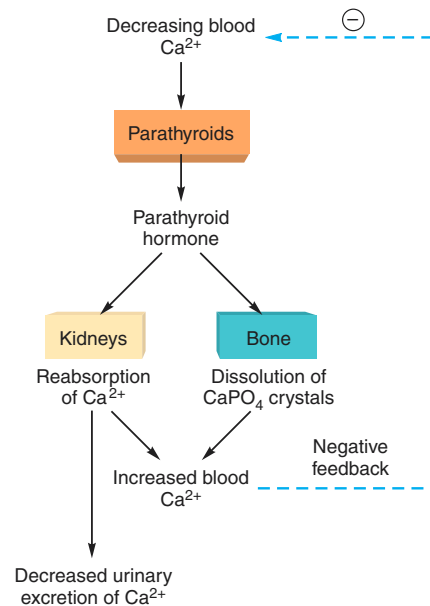 Decreasing blood
Ca²⁺
−
Parathyroids
Parathyroid
hormone
Kidneys
Bone
Reabsorption
of Ca²⁺
Dissolution of
CaPO₄ crystals
Negative
feedback
Increased blood
Ca²⁺
Decreased urinary
excretion of Ca²⁺